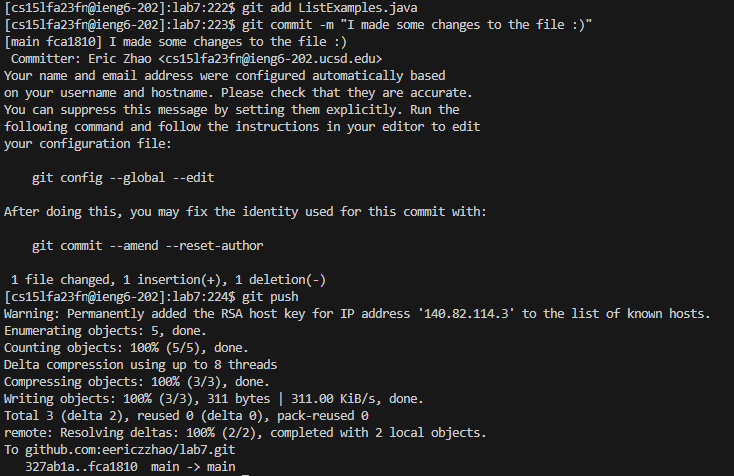 [cs15lfa23fn@ieng6-202]:lab7:222$ git add ListExamples.java
[cs15lfa23fn@ieng6-202]:lab7:223$ git commit -m "I made some changes to the file :)"
[main fca1810] I made some changes to the file :)
 Committer: Eric Zhao <cs15lfa23fn@ieng6-202.ucsd.edu>
Your name and email address were configured automatically based
on your username and hostname. Please check that they are accurate.
You can suppress this message by setting them explicitly. Run the
following command and follow the instructions in your editor to edit
your configuration file:

    git config --global --edit

After doing this, you may fix the identity used for this commit with:

    git commit --amend --reset-author

 1 file changed, 1 insertion(+), 1 deletion(-)
[cs15lfa23fn@ieng6-202]:lab7:224$ git push
Warning: Permanently added the RSA host key for IP address '140.82.114.3' to the list of known hosts.
Enumerating objects: 5, done.
Counting objects: 100% (5/5), done.
Delta compression using up to 8 threads
Compressing objects: 100% (3/3), done.
Writing objects: 100% (3/3), 311 bytes | 311.00 KiB/s, done.
Total 3 (delta 2), reused 0 (delta 0), pack-reused 0
remote: Resolving deltas: 100% (2/2), completed with 2 local objects.
To github.com:eericzzhao/lab7.git
   327ab1a..fca1810  main -> main